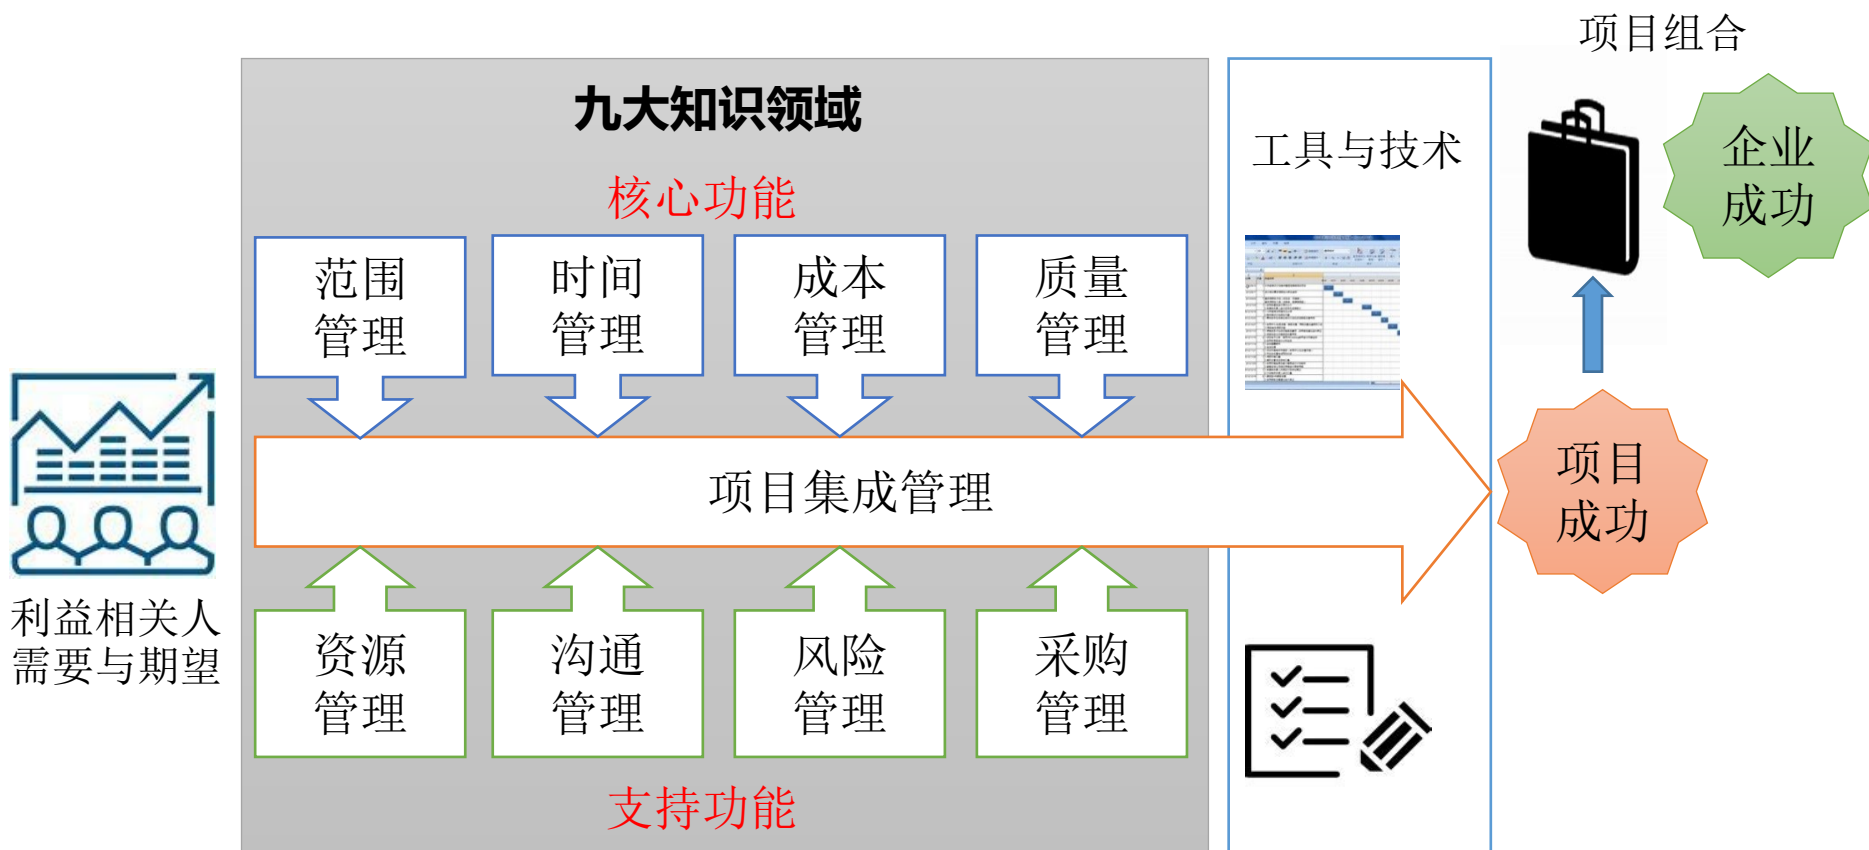 项目组合
九大知识领域
核心功能
工具与技术
企业
成功
范围
管理
时间
管理
成本
管理
质量
管理
项目集成管理
项目
成功
利益相关人
需要与期望
资源
管理
沟通
管理
风险
管理
采购
管理
支持功能